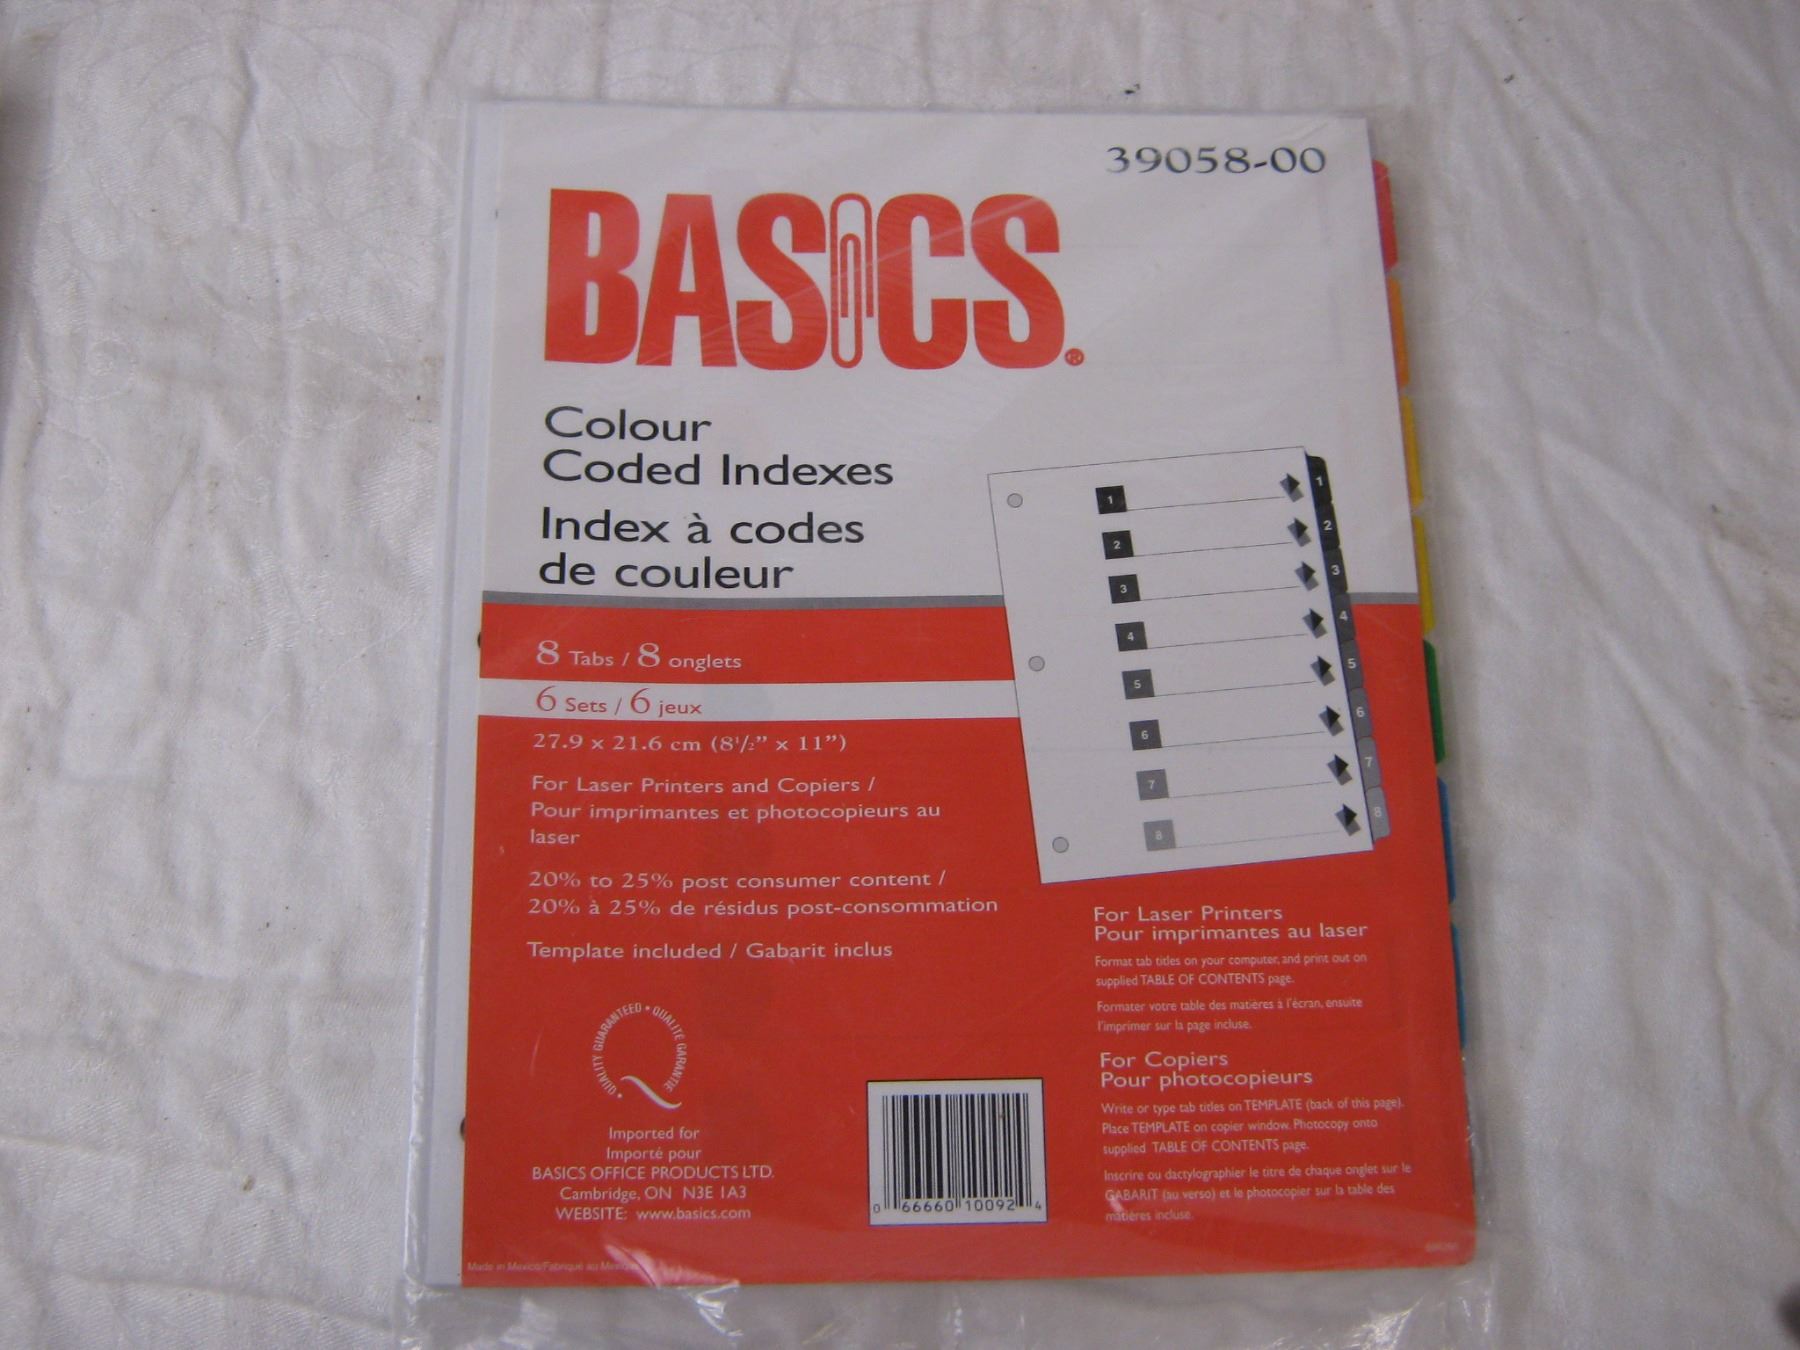 39058-00
BASICS®
Colour
Coded Indexes
Index à codes
de couleur
8 Tabs / 8 onglets
6 Sets / 6 jeux
27.9 x 21.6 cm (8½” x 11”)
For Laser Printers and Copiers /
Pour imprimantes et photocopieurs au
laser
20% to 25% post consumer content /
20% à 25% de résidus post-consommation
Template included / Gabarit inclus
• QUALITY GUARANTEED • QUALITE GARANTIE
Imported for
Importé pour
BASICS OFFICE PRODUCTS LTD.
Cambridge, ON N3E 1A3
WEBSITE: www.basics.com
Made in Mexico/Fabriqué au Mexique
0 66660 10092 4
1 1
2 2
3 3
4 4
5 5
6 6
7 7
8 8
For Laser Printers
Pour imprimantes au laser
Format tab titles on your computer, and print out on
supplied TABLE OF CONTENTS page.
Formater votre table des matières à l'écran, ensuite
l'imprimer sur la page incluse.
For Copiers
Pour photocopieurs
Write or type tab titles on TEMPLATE (back of this page).
Place TEMPLATE on copier window. Photocopy onto
supplied TABLE OF CONTENTS page.
Inscrire ou dactylographier le titre de chaque onglet sur le
GABARIT (au verso) et le photocopier sur la table des
matières incluse.